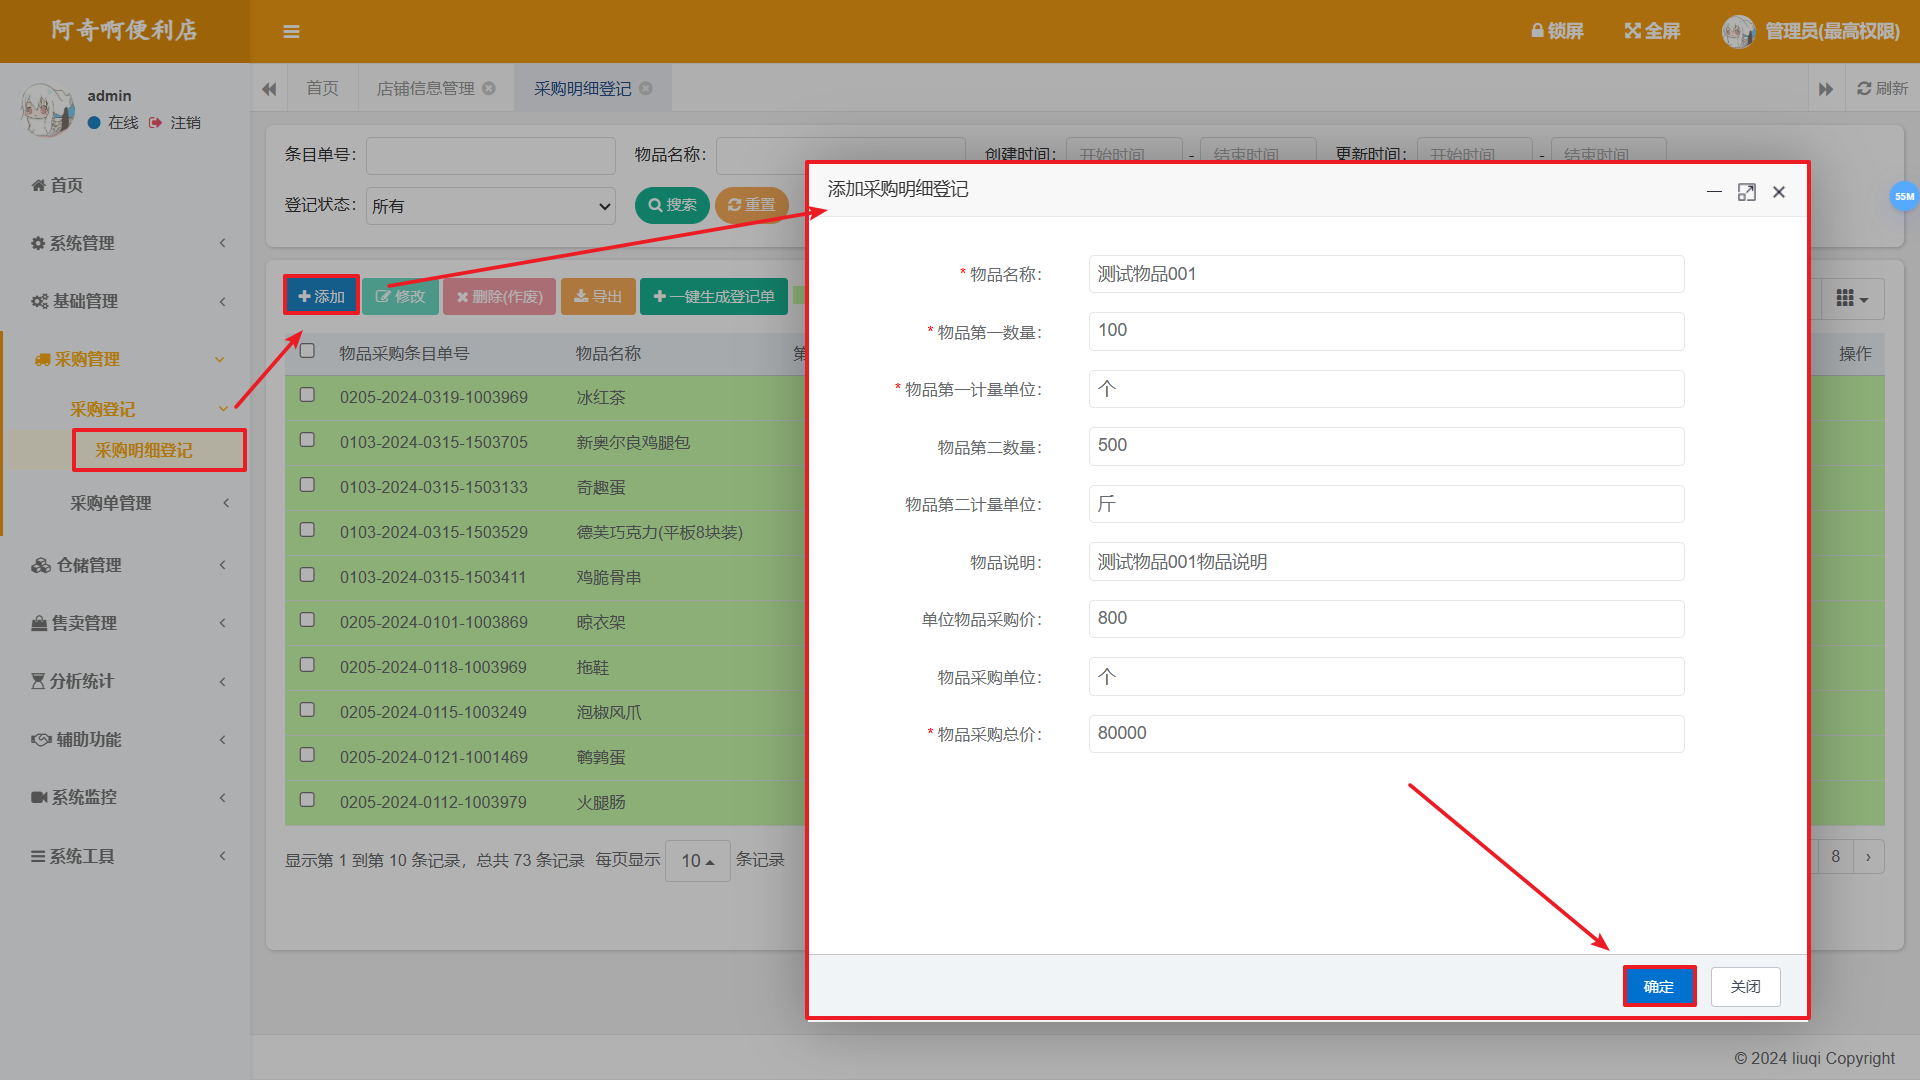 阿奇啊便利店
锁屏
全屏
管理员(最高权限)
admin
在线 注销
首页
店铺信息管理
采购明细登记
刷新
首页
系统管理
基础管理
采购管理
采购登记
采购明细登记
采购单管理
仓储管理
售卖管理
分析统计
辅助功能
系统监控
系统工具
条目单号：
物品名称：
创建时间： 开始时间 - 结束时间
更新时间： 开始时间 - 结束时间
登记状态： 所有
搜索
重置
55M
添加
修改
删除(作废)
导出
一键生成登记单
物品采购条目单号 物品名称 第 操作
0205-2024-0319-1003969 冰红茶
0103-2024-0315-1503705 新奥尔良鸡腿包
0103-2024-0315-1503133 奇趣蛋
0103-2024-0315-1503529 德芙巧克力(平板8块装)
0103-2024-0315-1503411 鸡脆骨串
0205-2024-0101-1003869 晾衣架
0205-2024-0118-1003969 拖鞋
0205-2024-0115-1003249 泡椒风爪
0205-2024-0121-1001469 鹌鹑蛋
0205-2024-0112-1003979 火腿肠
显示第 1 到第 10 条记录，总共 73 条记录 每页显示 10 条记录
8 ›
添加采购明细登记
* 物品名称： 测试物品001
* 物品第一数量： 100
* 物品第一计量单位： 个
物品第二数量： 500
物品第二计量单位： 斤
物品说明： 测试物品001物品说明
单位物品采购价： 800
物品采购单位： 个
* 物品采购总价： 80000
确定
关闭
© 2024 liuqi Copyright